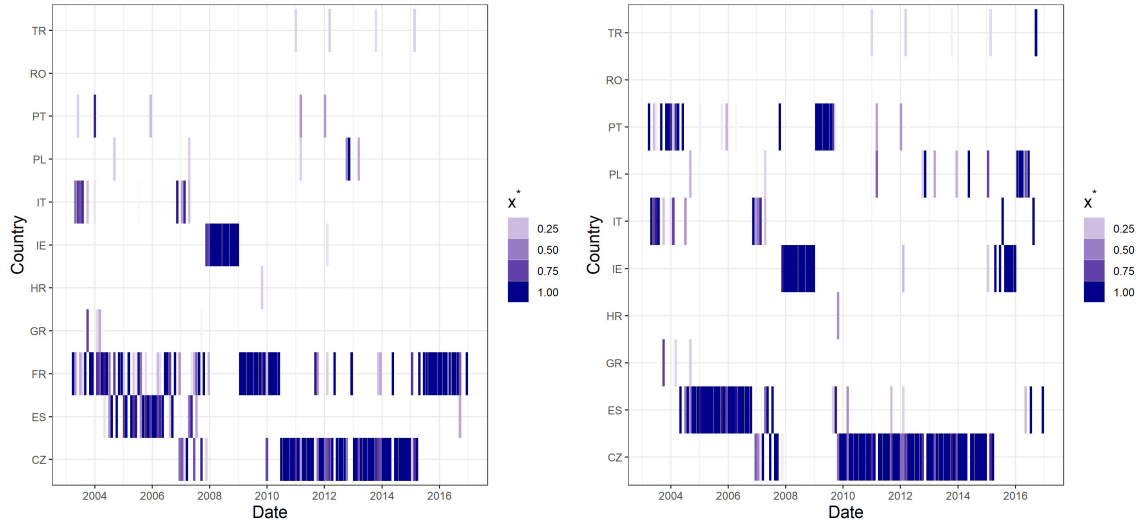 TR
RO
PT
PL
IT
IE
HR
GR
FR
ES
CZ
Country
2004 2006 2008 2010 2012 2014 2016
Date
x*
0.25
0.50
0.75
1.00
TR
RO
PT
PL
IT
IE
HR
GR
ES
CZ
Country
2004 2006 2008 2010 2012 2014 2016
Date
x*
0.25
0.50
0.75
1.00